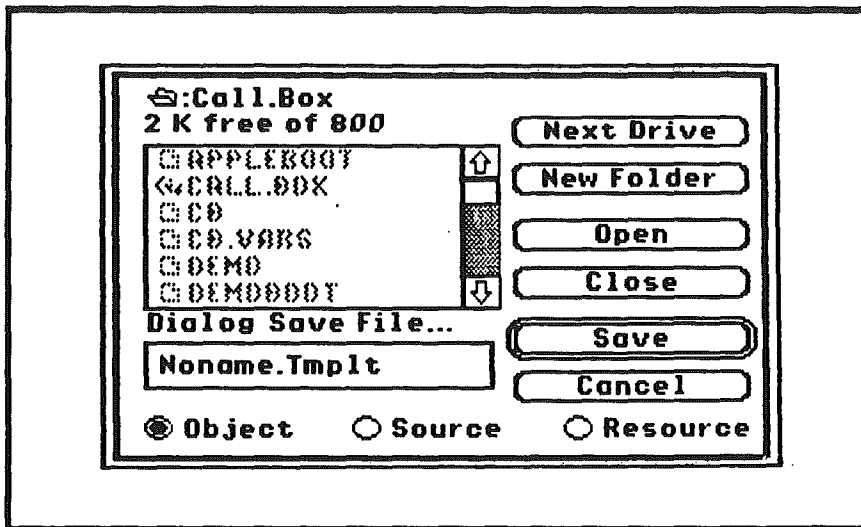 :Call.Box
2 K free of 800
APPLEBOOT
CALL.BOX
CB
CB.VARS
DEMO
DEMOBOOT
Dialog Save File...
Noname.Tmplt
Next Drive
New Folder
Open
Close
Save
Cancel
Object
Source
Resource